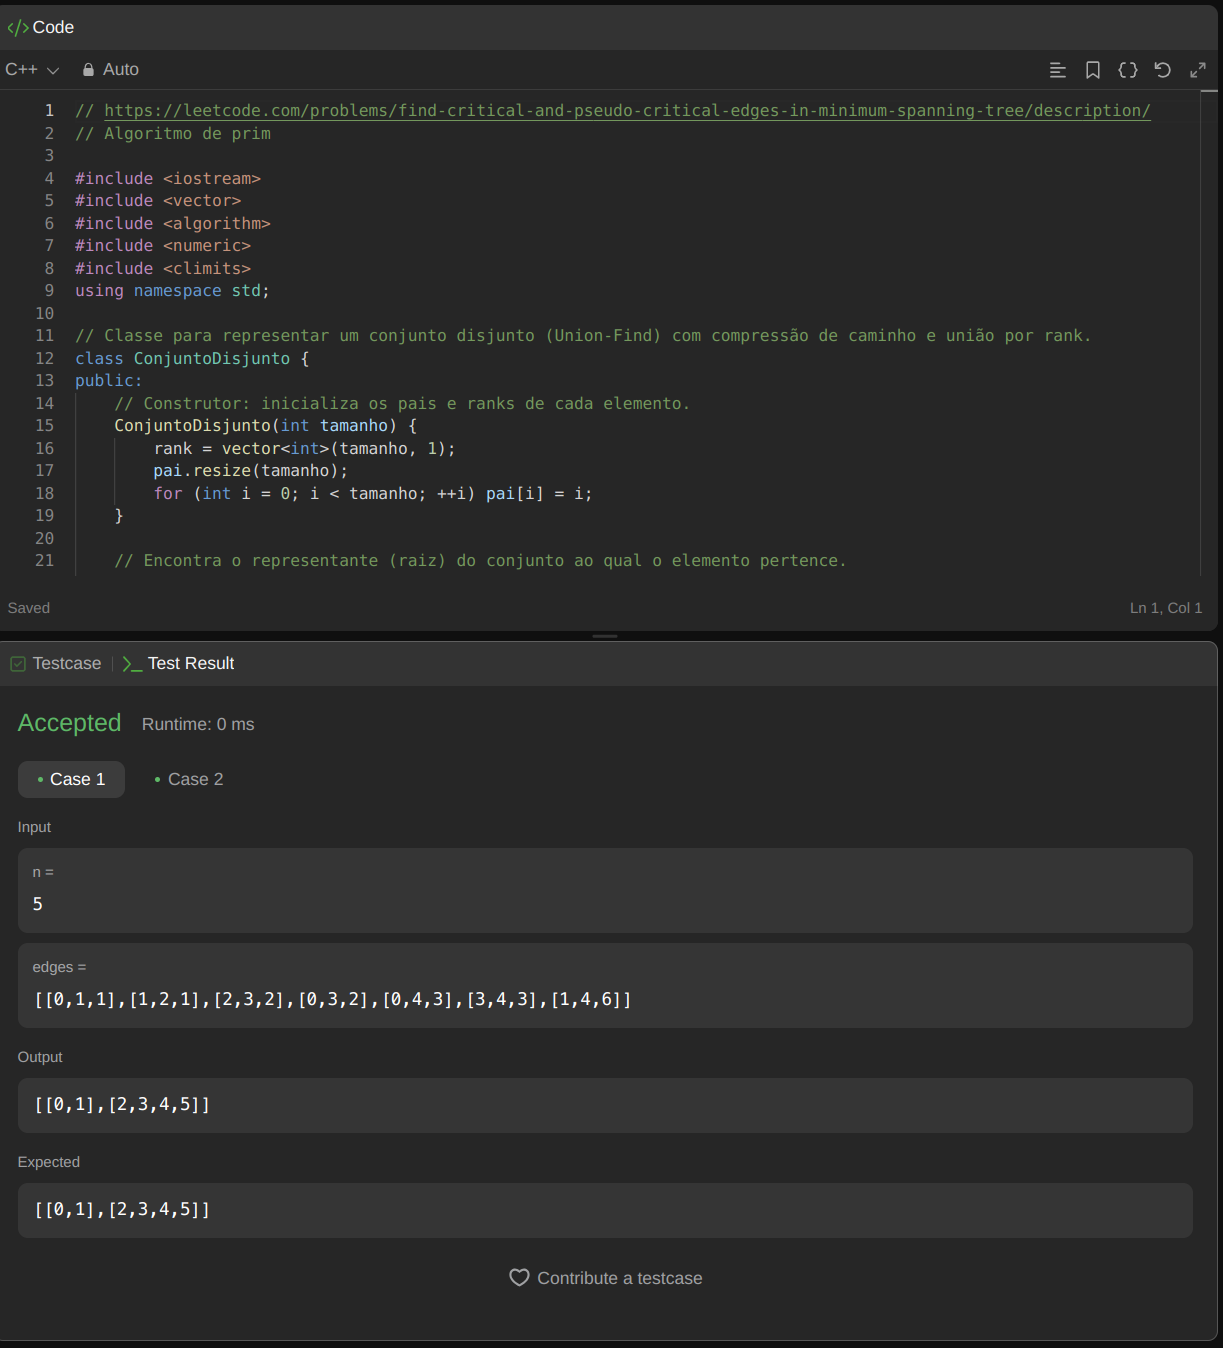 Code
C++ Auto
1 // https://leetcode.com/problems/find-critical-and-pseudo-critical-edges-in-minimum-spanning-tree/description/
2 // Algoritmo de prim
3
4 #include <iostream>
5 #include <vector>
6 #include <algorithm>
7 #include <numeric>
8 #include <climits>
9 using namespace std;
10
11 // Classe para representar um conjunto disjunto (Union-Find) com compressão de caminho e união por rank.
12 class ConjuntoDisjunto {
13 public:
14     // Construtor: inicializa os pais e ranks de cada elemento.
15     ConjuntoDisjunto(int tamanho) {
16         rank = vector<int>(tamanho, 1);
17         pai.resize(tamanho);
18         for (int i = 0; i < tamanho; ++i) pai[i] = i;
19     }
20
21     // Encontra o representante (raiz) do conjunto ao qual o elemento pertence.
Saved Ln 1, Col 1
Testcase Test Result
Accepted Runtime: 0 ms
Case 1 Case 2
Input
n =
5
edges =
[[0,1,1],[1,2,1],[2,3,2],[0,3,2],[0,4,3],[3,4,3],[1,4,6]]
Output
[[0,1],[2,3,4,5]]
Expected
[[0,1],[2,3,4,5]]
Contribute a testcase